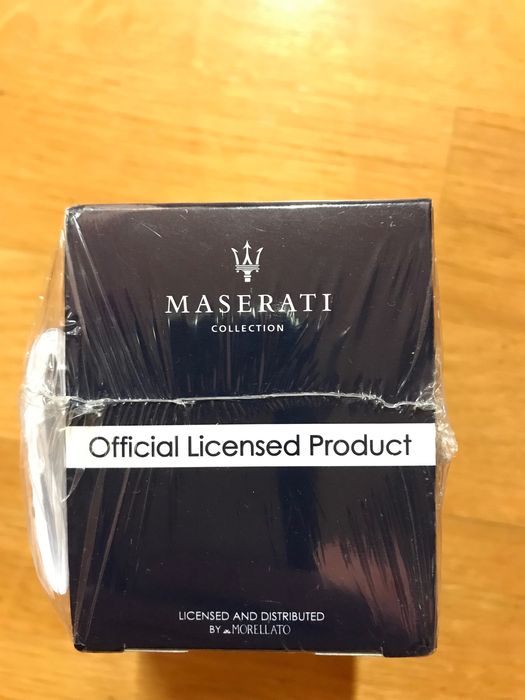 MASERATI
COLLECTION
Official Licensed Product
LICENSED AND DISTRIBUTED
BY MORELLATO